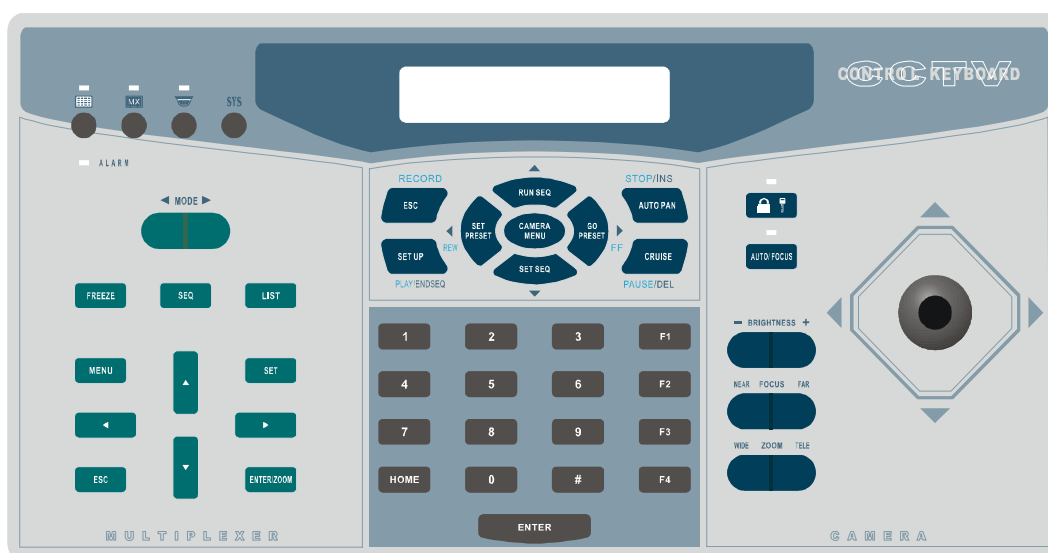 CCTV
CONTROL KEYBOARD
MX
SYS
ALARM
MODE
FREEZE
SEQ
LIST
MENU
SET
ESC
ENTER/ZOOM
MULTIPLEXER
RECORD
ESC
RUN SEQ
STOP/INS
AUTO PAN
SET PRESET
CAMERA MENU
GO PRESET
REW
FF
SET UP
SET SEQ
CRUISE
PLAY/ENDSEQ
PAUSE/DEL
1 2 3 F1
4 5 6 F2
7 8 9 F3
HOME 0 # F4
ENTER
AUTO/FOCUS
- BRIGHTNESS +
NEAR FOCUS FAR
WIDE ZOOM TELE
CAMERA